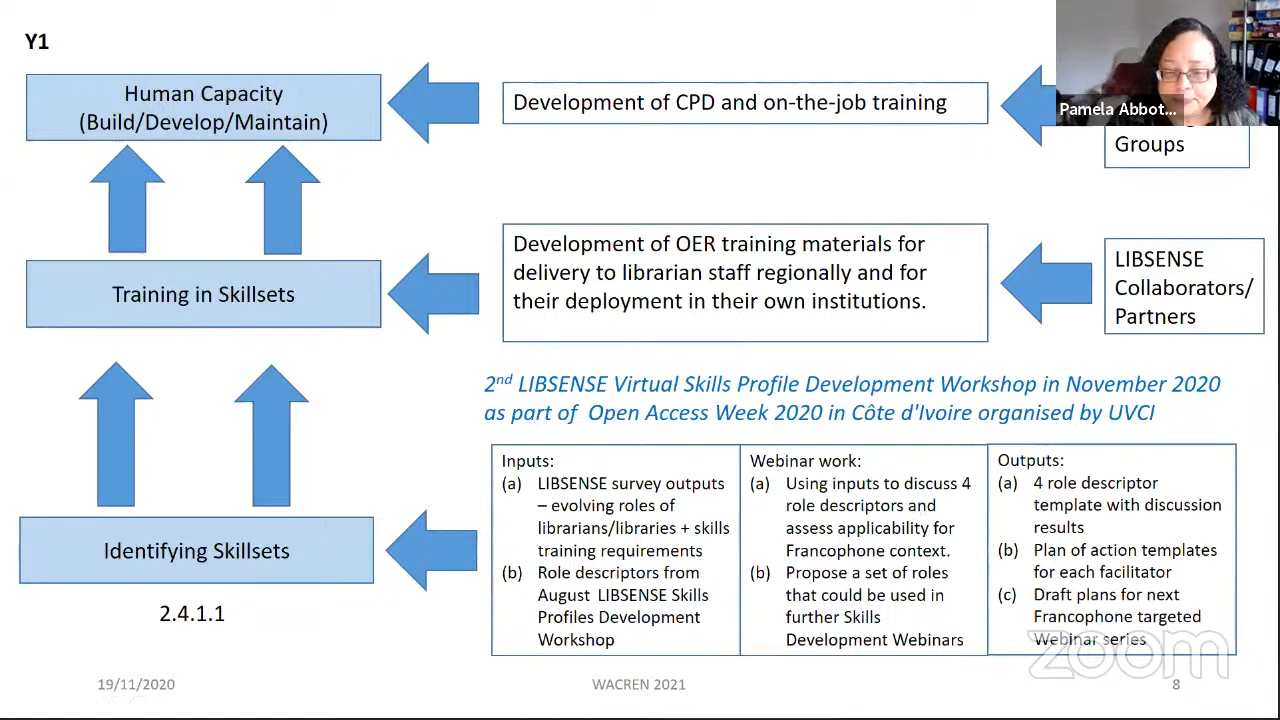 Y1
Human Capacity
(Build/Develop/Maintain)
Development of CPD and on-the-job training
Pamela Abbot...
Groups
Training in Skillsets
Development of OER training materials for
delivery to librarian staff regionally and for
their deployment in their own institutions.
LIBSENSE
Collaborators/
Partners
2nd LIBSENSE Virtual Skills Profile Development Workshop in November 2020
as part of Open Access Week 2020 in Côte d'Ivoire organised by UVCI
Identifying Skillsets
2.4.1.1
Inputs:
(a) LIBSENSE survey outputs
– evolving roles of
librarians/libraries + skills
training requirements
(b) Role descriptors from
August LIBSENSE Skills
Profiles Development
Workshop
Webinar work:
(a) Using inputs to discuss 4
role descriptors and
assess applicability for
Francophone context.
(b) Propose a set of roles
that could be used in
further Skills
Development Webinars
Outputs:
(a) 4 role descriptor
template with discussion
results
(b) Plan of action templates
for each facilitator
(c) Draft plans for next
Francophone targeted
Webinar series
zoom
19/11/2020
WACREN 2021
8